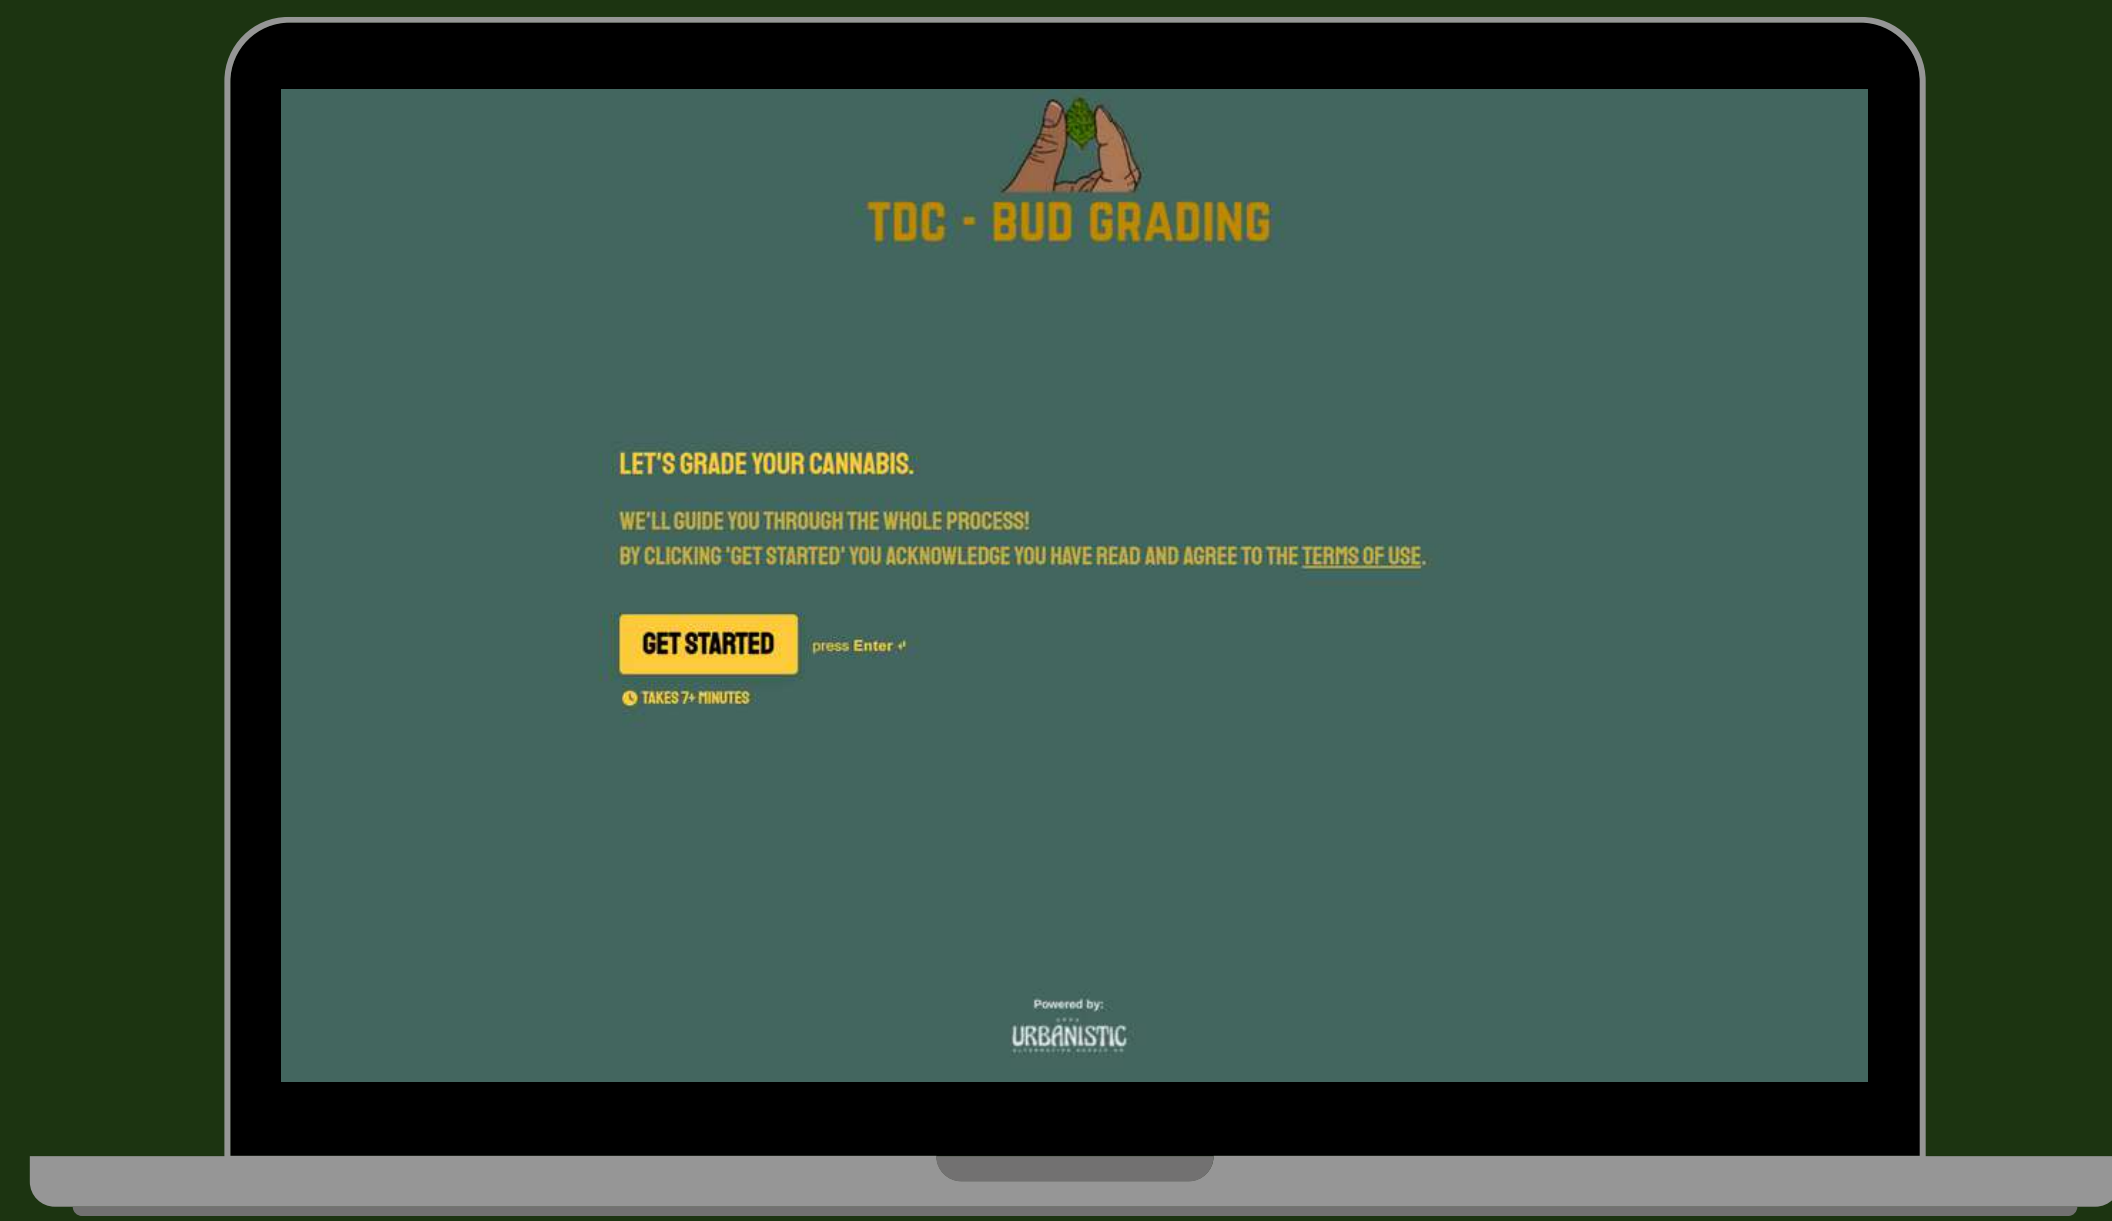 TDC - BUD GRADING
LET'S GRADE YOUR CANNABIS.
WE'LL GUIDE YOU THROUGH THE WHOLE PROCESS!
BY CLICKING 'GET STARTED' YOU ACKNOWLEDGE YOU HAVE READ AND AGREE TO THE TERMS OF USE.
GET STARTED
press Enter ↵
TAKES 7+ MINUTES
Powered by:
URBANISTIC